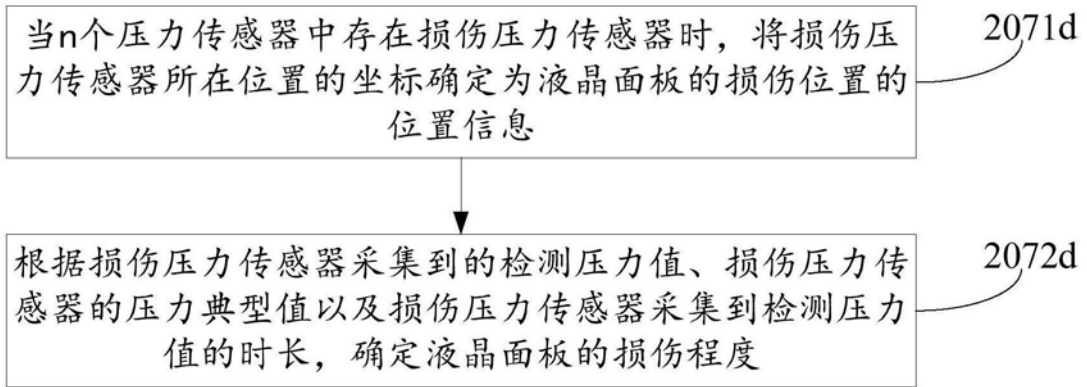 当n个压力传感器中存在损伤压力传感器时，将损伤压
力传感器所在位置的坐标确定为液晶面板的损伤位置的
位置信息
2071d
根据损伤压力传感器采集到的检测压力值、损伤压力传
感器的压力典型值以及损伤压力传感器采集到检测压力
值的时长，确定液晶面板的损伤程度
2072d